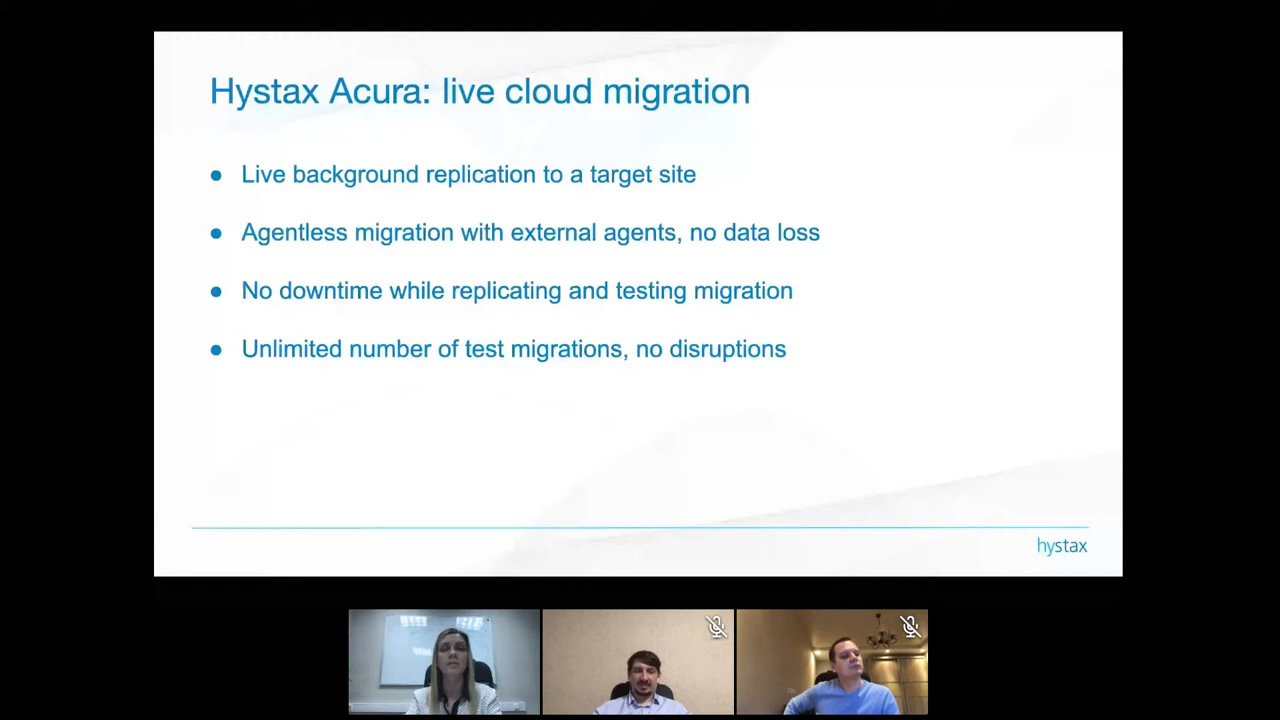 Hystax Acura: live cloud migration
● Live background replication to a target site
● Agentless migration with external agents, no data loss
● No downtime while replicating and testing migration
● Unlimited number of test migrations, no disruptions
hystax